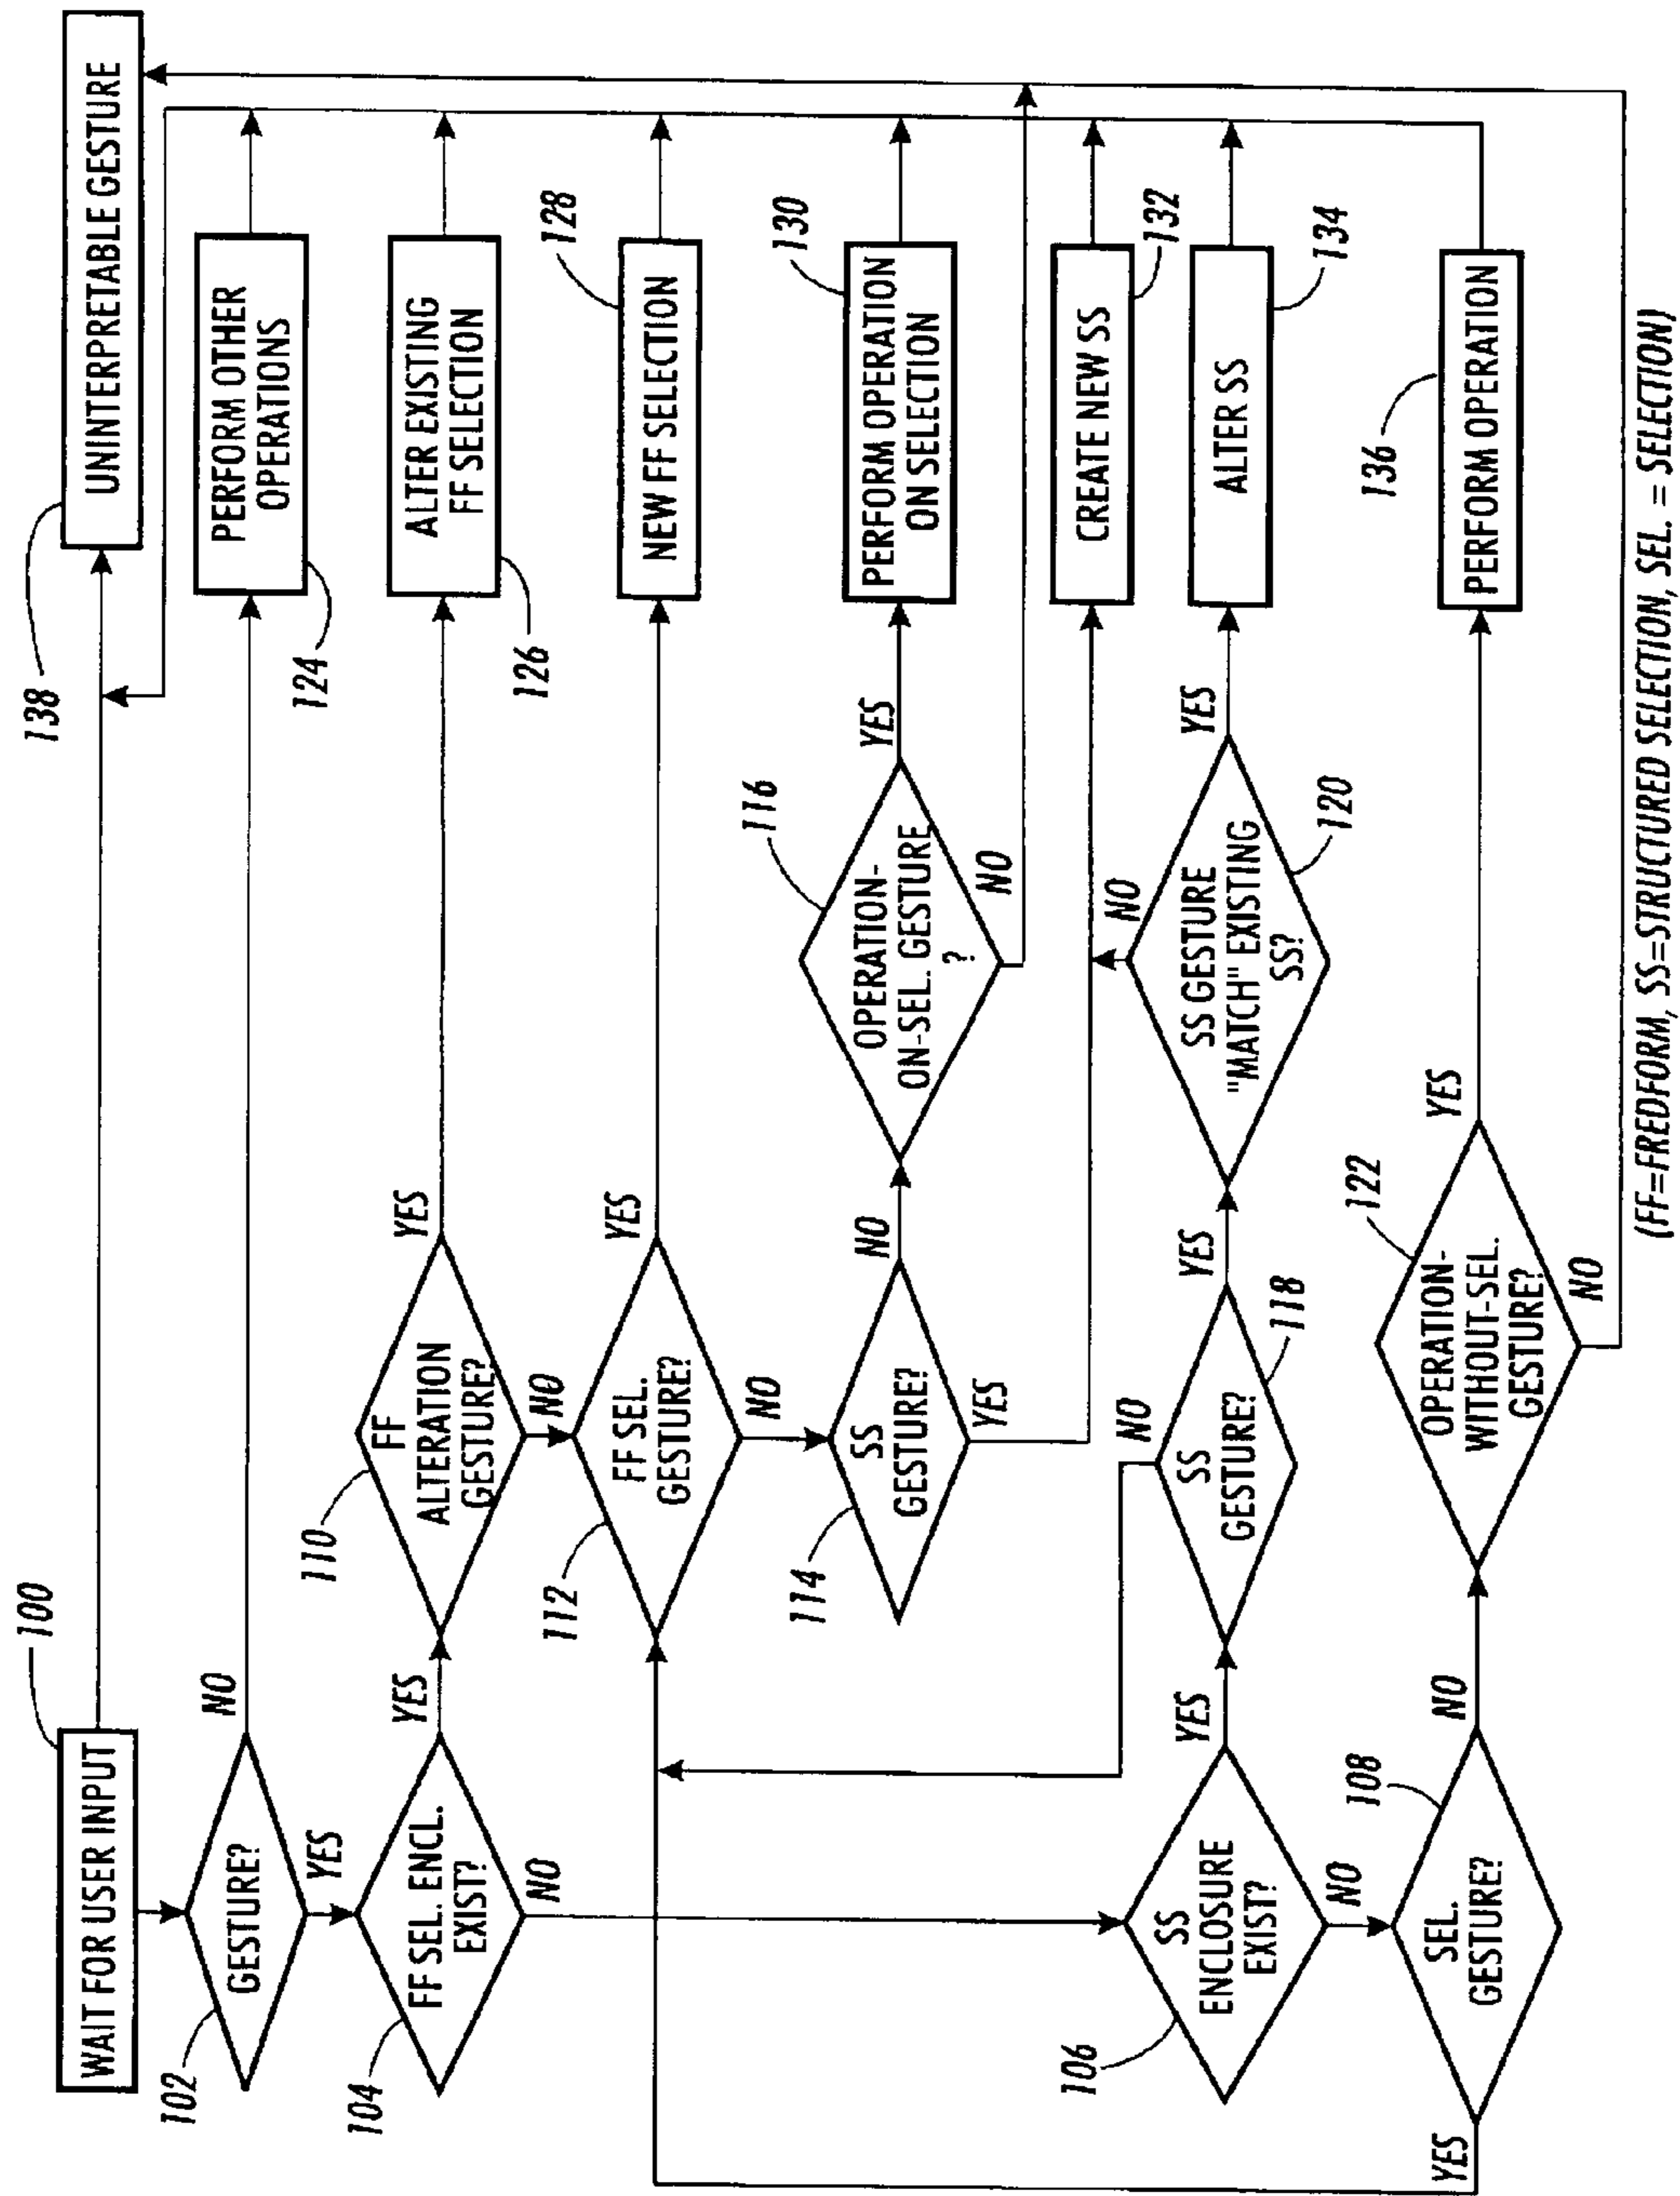 100
WAIT FOR USER INPUT
138
UNINTERPRETABLE GESTURE
102
GESTURE?
NO
YES
124
PERFORM OTHER
OPERATIONS
104
FF SEL. ENCL.
EXIST?
YES
NO
110
FF
ALTERATION
GESTURE?
YES
NO
126
ALTER EXISTING
FF SELECTION
112
FF SEL.
GESTURE?
YES
NO
128
NEW FF SELECTION
114
SS
GESTURE?
NO
YES
116
OPERATION-
ON-SEL. GESTURE
?
YES
NO
130
PERFORM OPERATION
ON SELECTION
CREATE NEW SS
132
106
SS
ENCLOSURE
EXIST?
YES
NO
118
SS
GESTURE?
NO
YES
120
SS GESTURE
"MATCH" EXISTING
SS?
NO
YES
ALTER SS
134
108
SEL.
GESTURE?
YES
NO
122
OPERATION-
WITHOUT-SEL.
GESTURE?
YES
NO
136
PERFORM OPERATION
(FF=FREDFORM, SS=STRUCTURED SELECTION, SEL. = SELECTION)